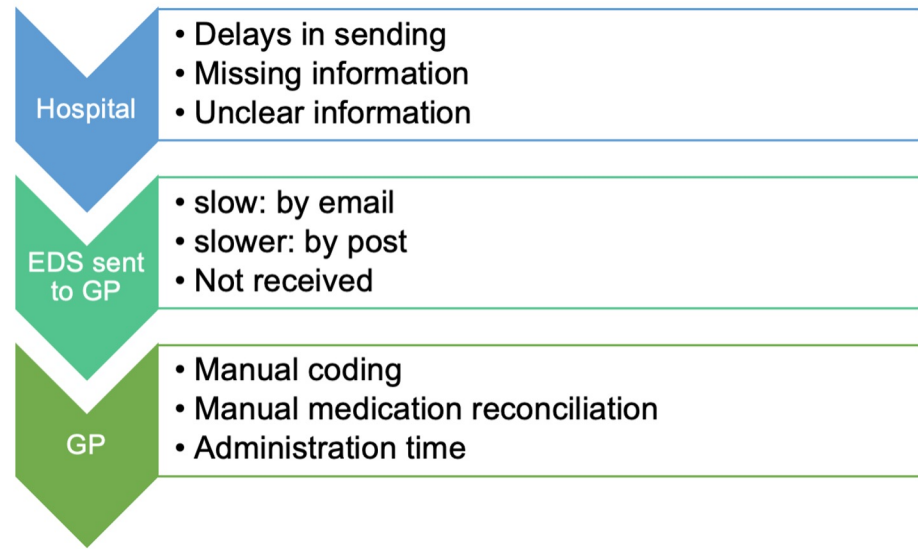 Hospital
• Delays in sending
• Missing information
• Unclear information
EDS sent
to GP
• slow: by email
• slower: by post
• Not received
GP
• Manual coding
• Manual medication reconciliation
• Administration time